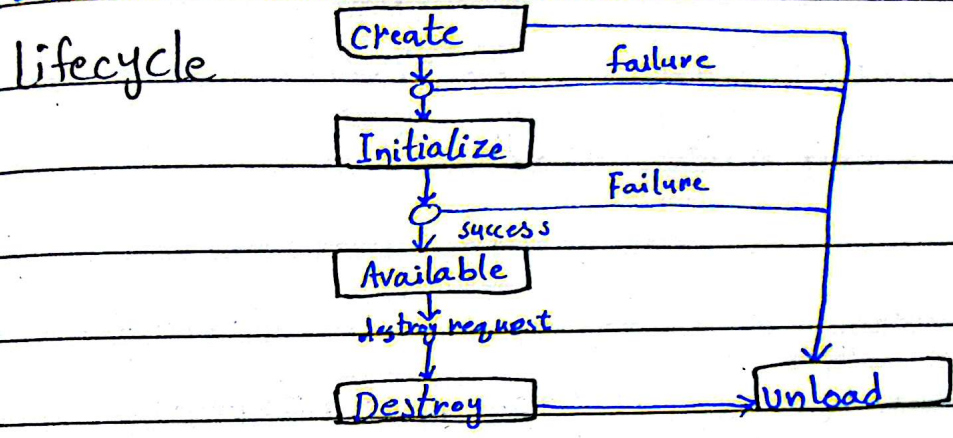 Lifecycle
Create
failure
Initialize
Failure
success
Available
destroy request
Destroy
unload